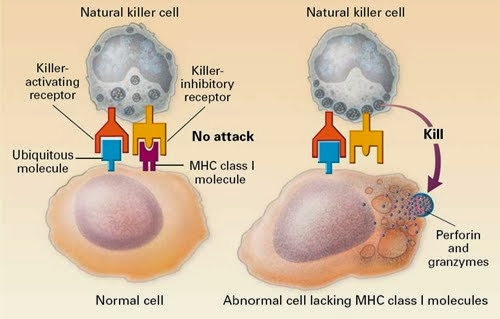 Natural killer cell
Natural killer cell
Killer-
activating
receptor
Killer-
inhibitory
receptor
No attack
Ubiquitous
molecule
MHC class I
molecule
Kill
Perforin
and
granzymes
Normal cell
Abnormal cell lacking MHC class I molecules